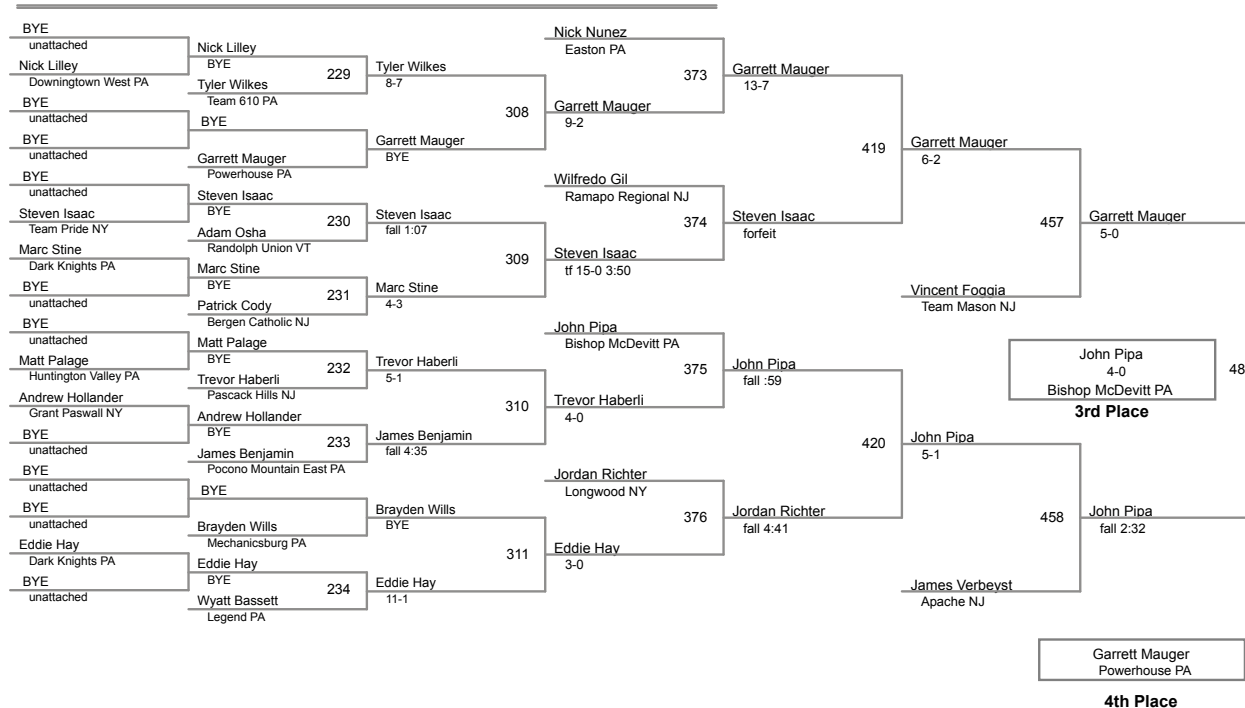 BYE
unattached
Nick Lilley
Downingtown West PA
BYE
unattached
BYE
unattached
BYE
unattached
Steven Isaac
Team Pride NY
Marc Stine
Dark Knights PA
BYE
unattached
BYE
unattached
Matt Palage
Huntington Valley PA
Andrew Hollander
Grant Paswall NY
BYE
unattached
BYE
unattached
BYE
unattached
Eddie Hay
Dark Knights PA
BYE
unattached
Nick Lilley
BYE
229
Tyler Wilkes
Team 610 PA
BYE
Garrett Mauger
Powerhouse PA
Steven Isaac
BYE
230
Adam Osha
Randolph Union VT
Marc Stine
BYE
231
Patrick Cody
Bergen Catholic NJ
Matt Palage
BYE
232
Trevor Haberli
Pascack Hills NJ
Andrew Hollander
BYE
233
James Benjamin
Pocono Mountain East PA
BYE
Brayden Wills
Mechanicsburg PA
Eddie Hay
BYE
234
Wyatt Bassett
Legend PA
Tyler Wilkes
8-7
308
Garrett Mauger
BYE
Steven Isaac
fall 1:07
309
Marc Stine
4-3
Trevor Haberli
5-1
310
James Benjamin
fall 4:35
Brayden Wills
BYE
311
Eddie Hay
11-1
Nick Nunez
Easton PA
373
Garrett Mauger
9-2
Wilfredo Gil
Ramapo Regional NJ
374
Steven Isaac
tf 15-0 3:50
John Pipa
Bishop McDevitt PA
375
Trevor Haberli
4-0
Jordan Richter
Longwood NY
376
Eddie Hay
3-0
Garrett Mauger
13-7
419
Steven Isaac
forfeit
John Pipa
fall :59
420
Jordan Richter
fall 4:41
Garrett Mauger
6-2
457
Vincent Foggia
Team Mason NJ
John Pipa
5-1
458
James Verbeyst
Apache NJ
Garrett Mauger
5-0
John Pipa
4-0
Bishop McDevitt PA
48
3rd Place
John Pipa
fall 2:32
Garrett Mauger
Powerhouse PA
4th Place